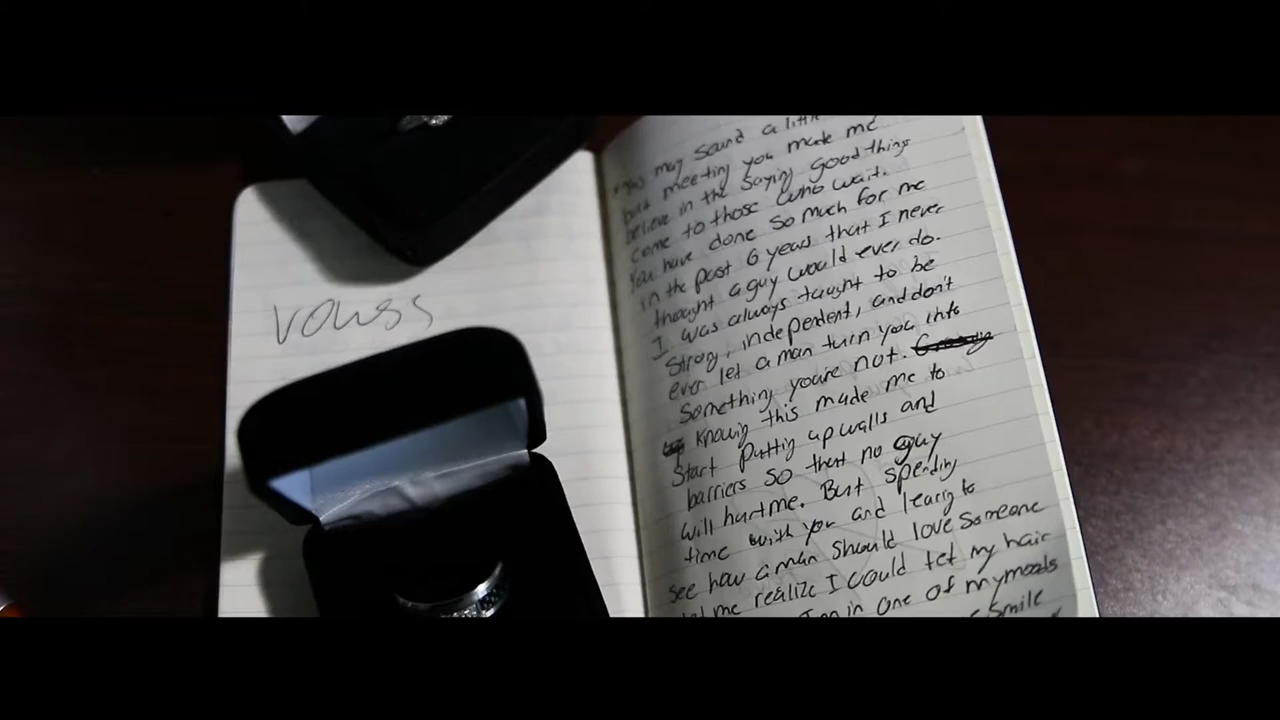 vowss
may sound a little
but meeting you made me
believe in the saying good things
come to those who wait.
You have done so much for me
in the past 6 years that I never
thought a guy would ever do.
I was always taught to be
strong, independent, and don't
ever let a man turn you into
something you're not.
Knowing this made me to
start putting up walls and
barriers so that no guy
will hurt me. But spending
time with you and learing to
see how a man should love someone
let me realize I could let my hair
I'm in one of my moods
smile